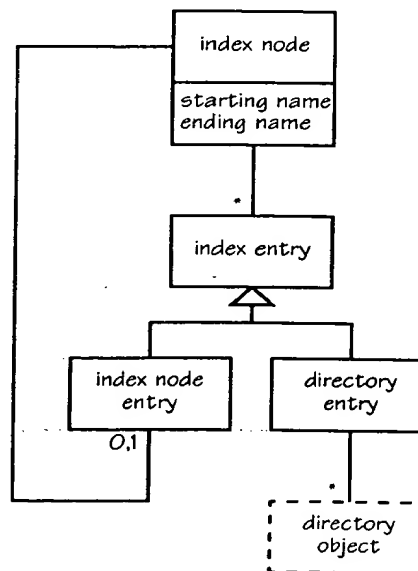 index node
starting name
ending name
*
index entry
index node
entry
directory
entry
0,1
*
directory
object